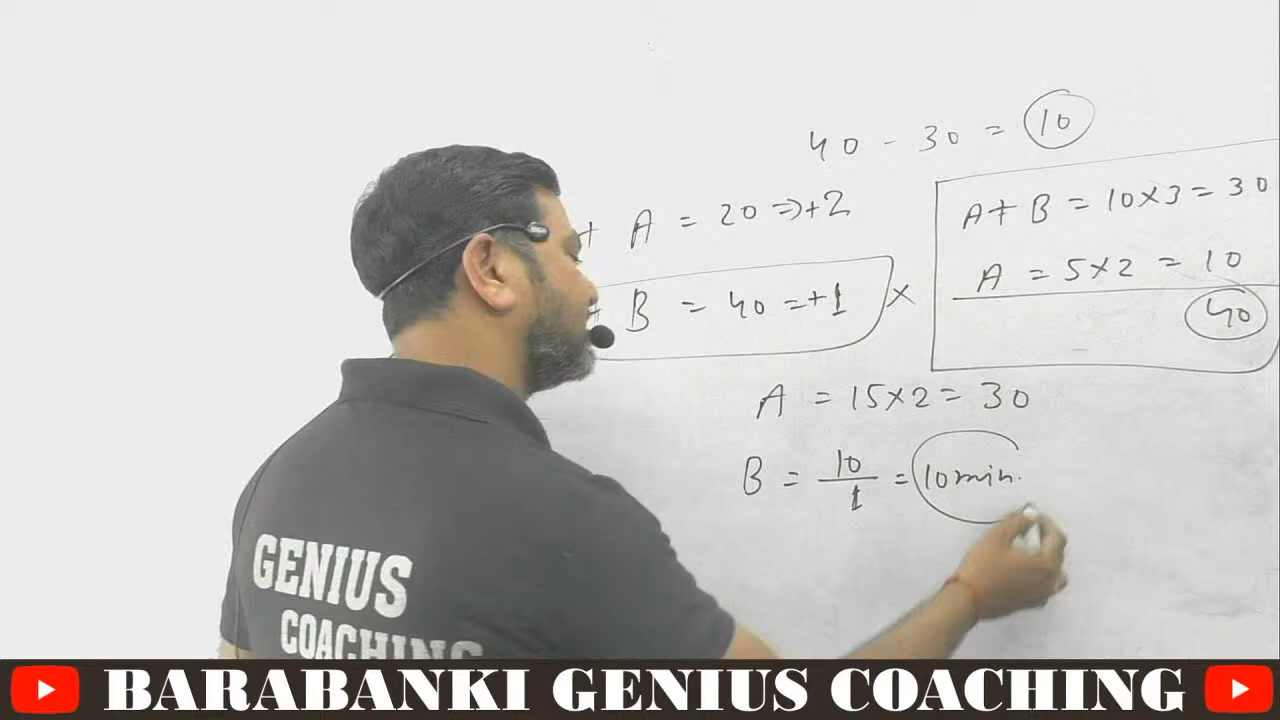 40 - 30 = 10
+ A = 20 => +2
+ B = 40 = +1 ×
A + B = 10×3 = 30
A = 5×2 = 10
40
A = 15×2 = 30
B = 10/1 = 10 min.
GENIUS
COACHING
BARABANKI GENIUS COACHING